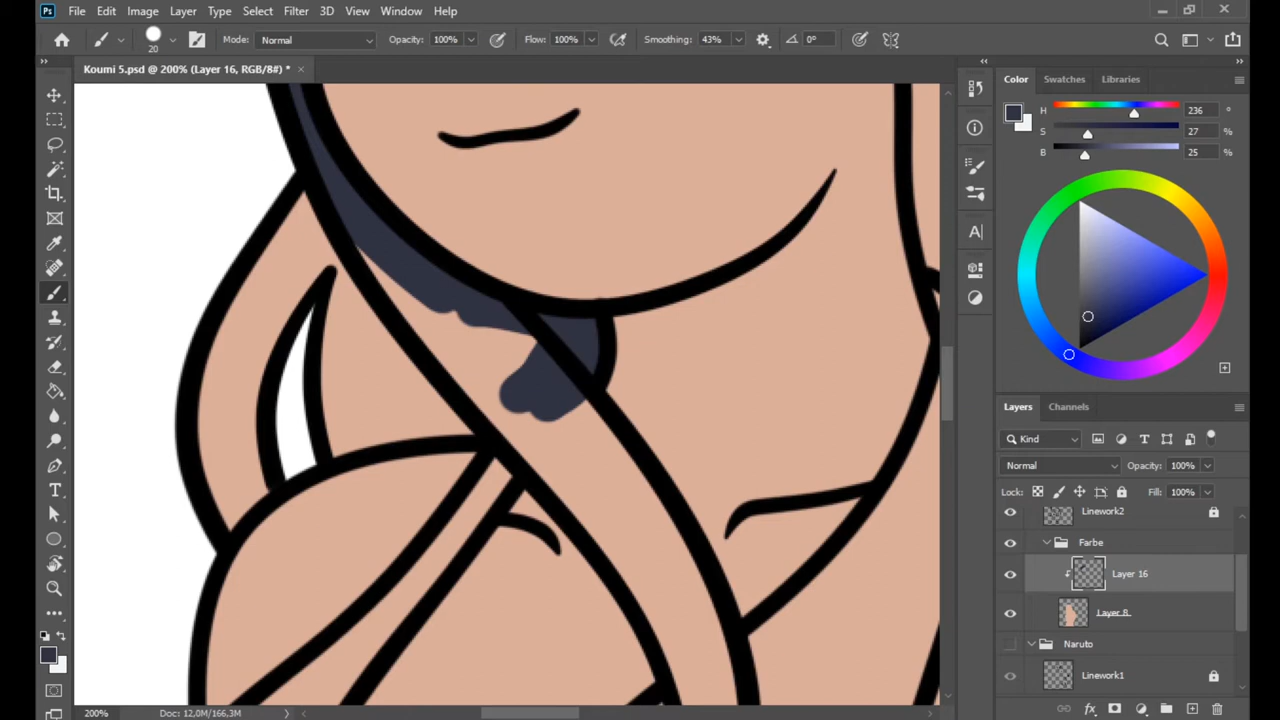 Ps File Edit Image Layer Type Select Filter 3D View Window Help
20 Mode: Normal Opacity: 100% Flow: 100% Smoothing: 43% 0°
Koumi 5.psd @ 200% (Layer 16, RGB/8#) *
Color Swatches Libraries
H 236 °
S 27 %
B 25 %
Layers Channels
Kind
Normal Opacity: 100%
Lock: Fill: 100%
Linework2
Farbe
Layer 16
Layer 8
Naruto
Linework1
200% Doc: 12,0M/166,3M